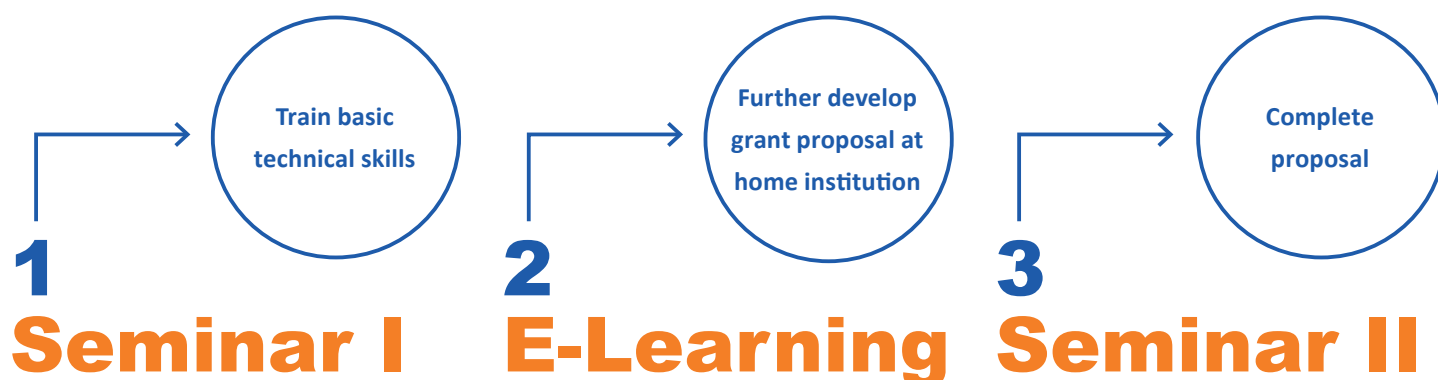 Train basic
technical skills
1
Seminar I
Further develop
grant proposal at
home institution
2
E-Learning
Complete
proposal
3
Seminar II